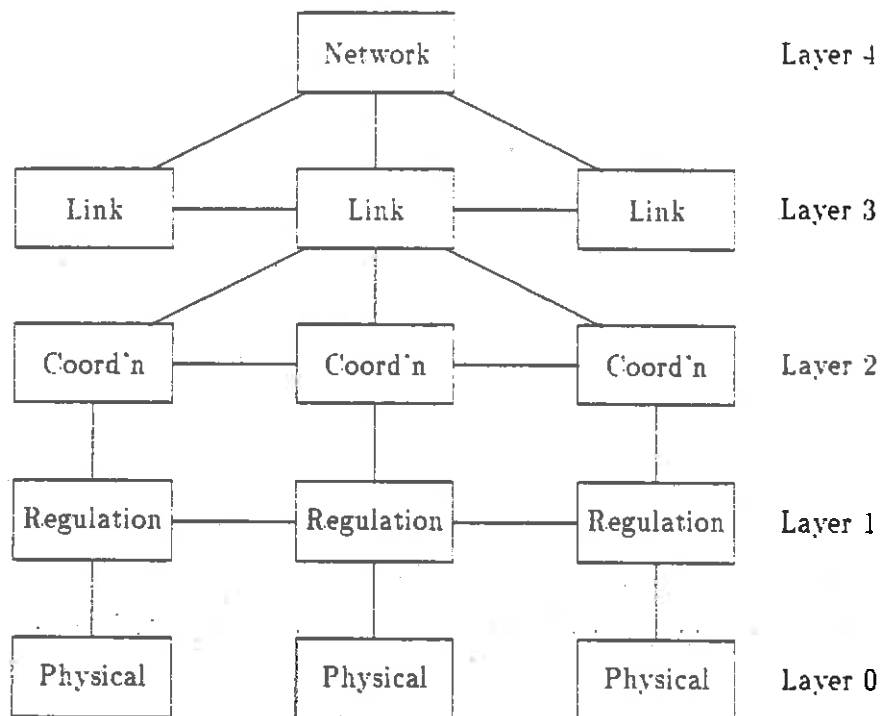 Network Layer 4
Link Link Link Layer 3
Coord'n Coord'n Coord'n Layer 2
Regulation Regulation Regulation Layer 1
Physical Physical Physical Layer 0